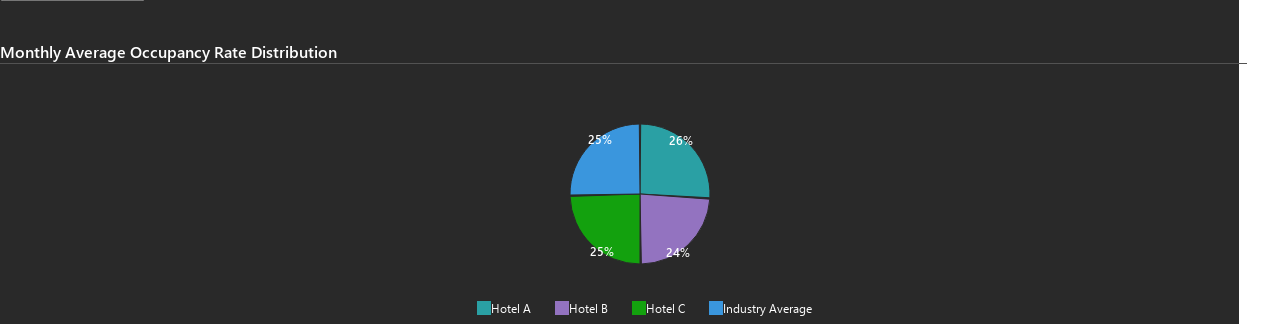 Monthly Average Occupancy Rate Distribution
25% 26%
25% 24%
Hotel A Hotel B Hotel C Industry Average